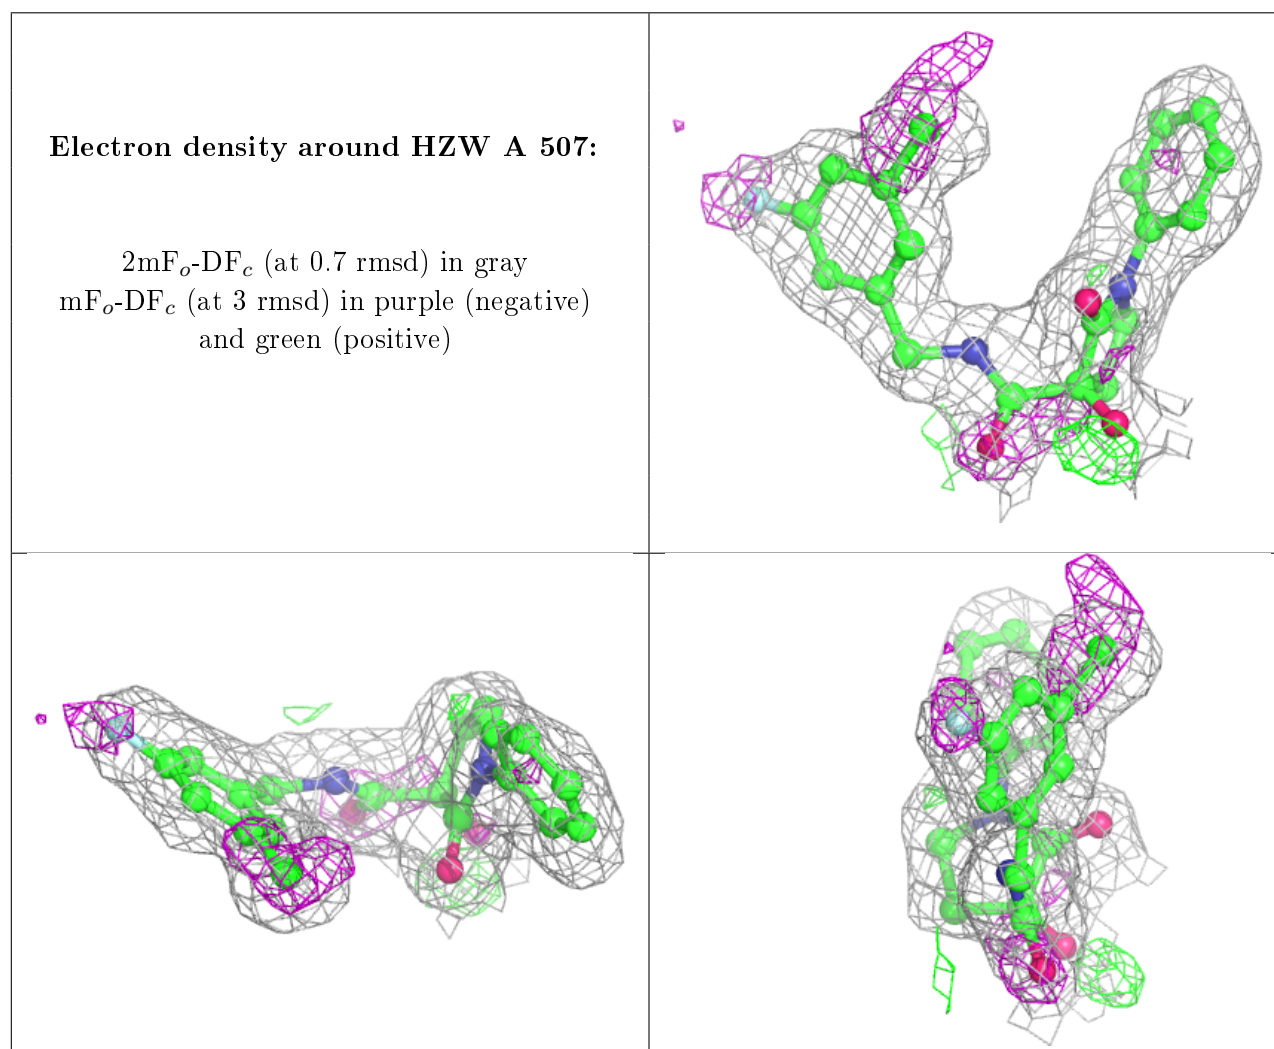 Electron density around HZW A 507:
2mFₒ-DF𝒸 (at 0.7 rmsd) in gray
mFₒ-DF𝒸 (at 3 rmsd) in purple (negative)
and green (positive)